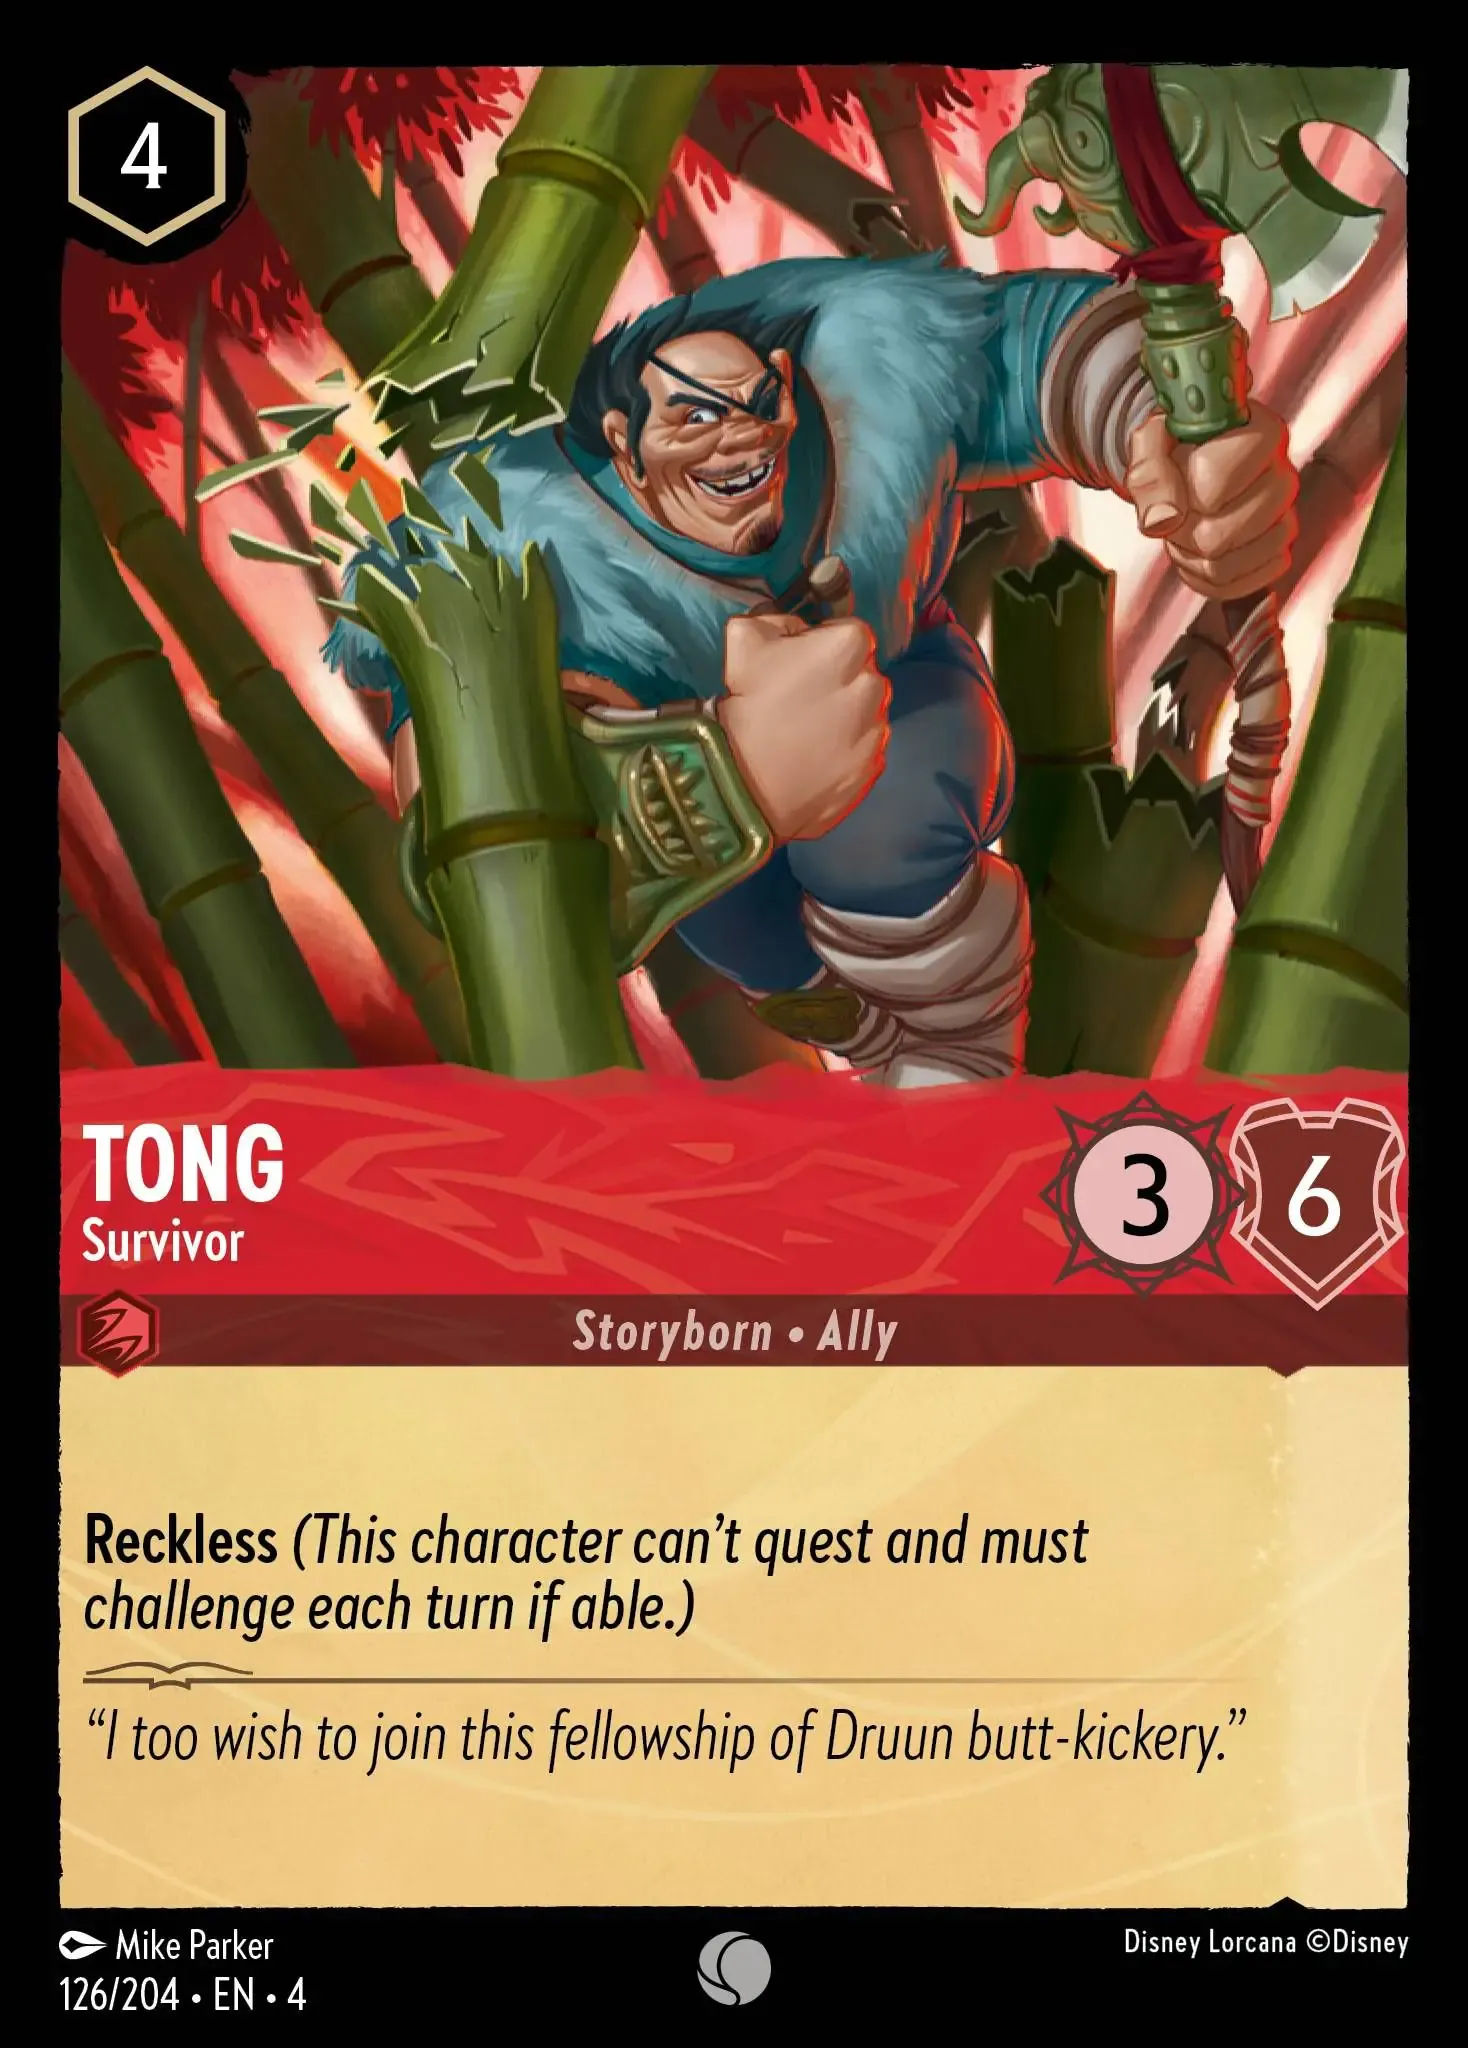 4
TONG
Survivor
3
6
Storyborn • Ally
Reckless (This character can’t quest and must
challenge each turn if able.)
“I too wish to join this fellowship of Druun butt-kickery.”
Mike Parker
Disney Lorcana ©Disney
126/204 • EN • 4